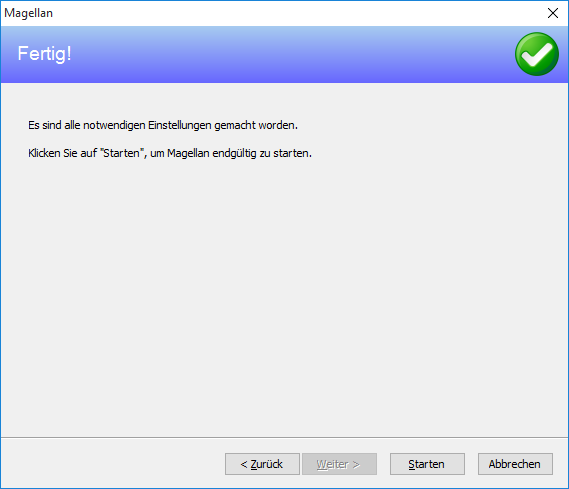 Magellan
Fertig!
Es sind alle notwendigen Einstellungen gemacht worden.
Klicken Sie auf "Starten", um Magellan endgültig zu starten.
< Zurück
Weiter >
Starten
Abbrechen